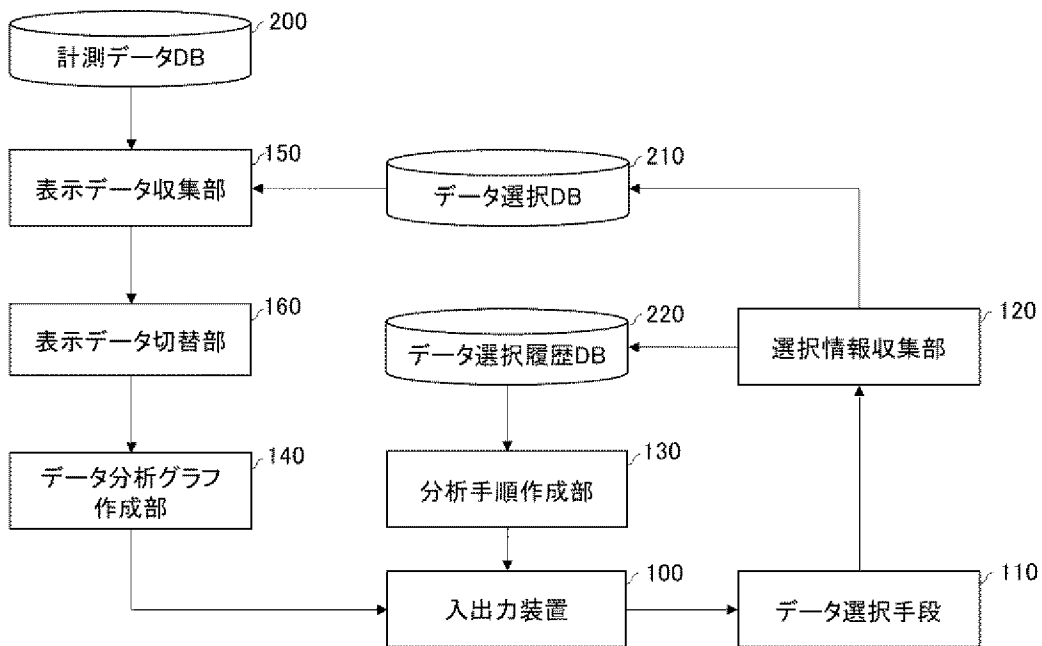 200
計測データDB
150
表示データ収集部
210
データ選択DB
160
表示データ切替部
220
データ選択履歴DB
120
選択情報収集部
140
データ分析グラフ
作成部
130
分析手順作成部
100
入出力装置
110
データ選択手段